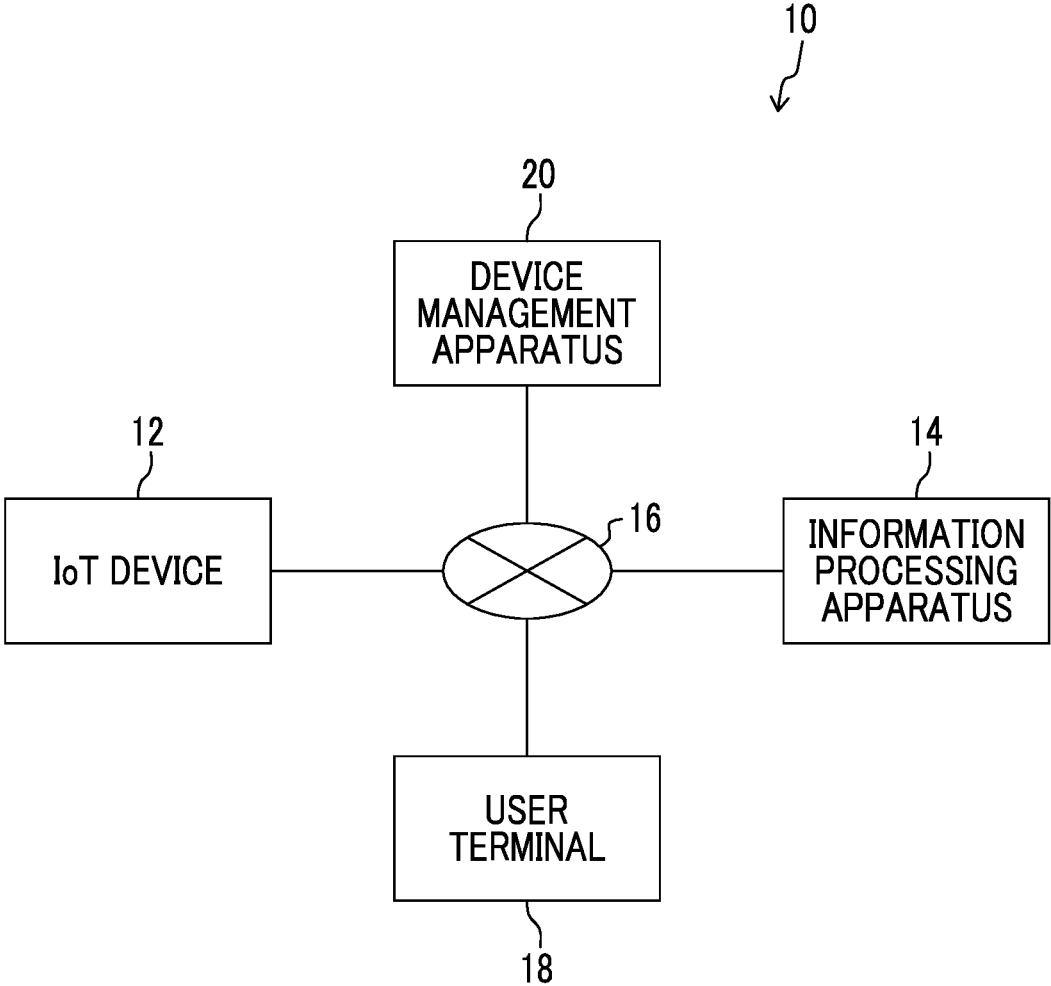 10
20
DEVICE
MANAGEMENT
APPARATUS
12
14
IoT DEVICE
16
INFORMATION
PROCESSING
APPARATUS
USER
TERMINAL
18